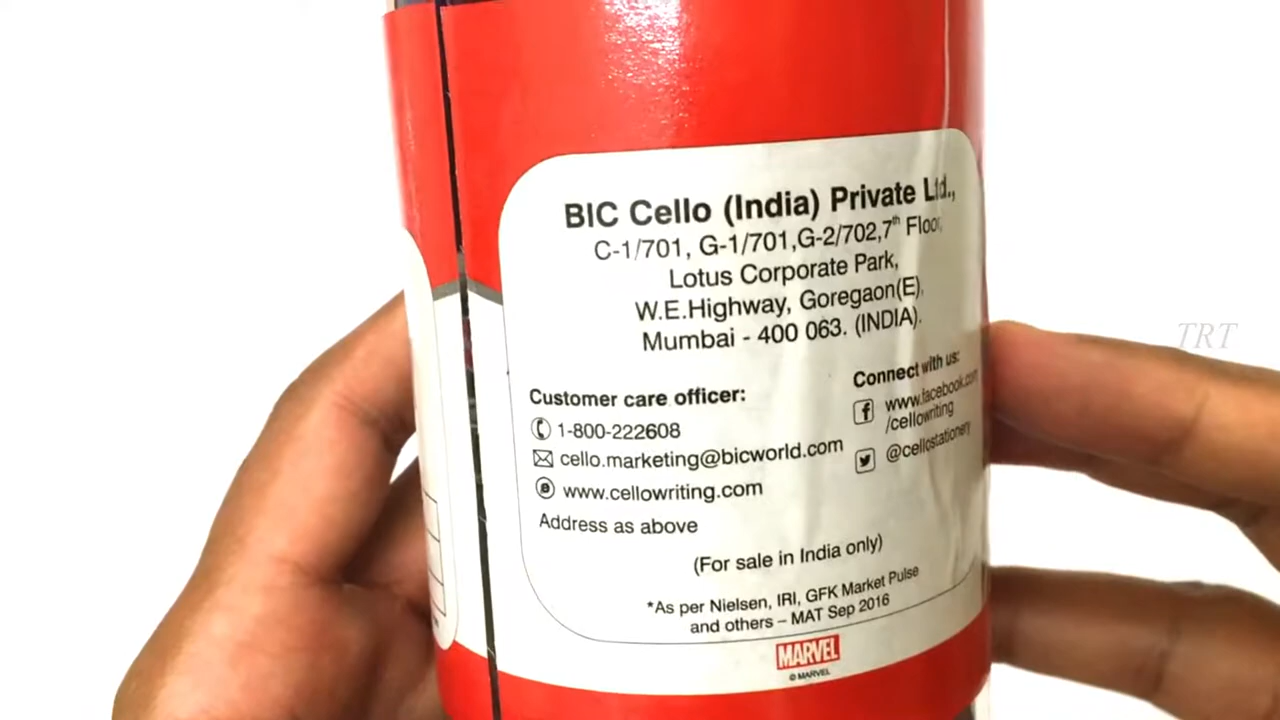 BIC Cello (India) Private Ltd.,
C-1/701, G-1/701,G-2/702,7th Floor,
Lotus Corporate Park,
W.E.Highway, Goregaon(E),
Mumbai - 400 063. (INDIA).
Customer care officer:
1-800-222608
cello.marketing@bicworld.com
www.cellowriting.com
Address as above
Connect with us:
www.facebook.com
/cellowriting
@cellostationery
(For sale in India only)
*As per Nielsen, IRI, GFK Market Pulse
and others – MAT Sep 2016
MARVEL
© MARVEL
TRT